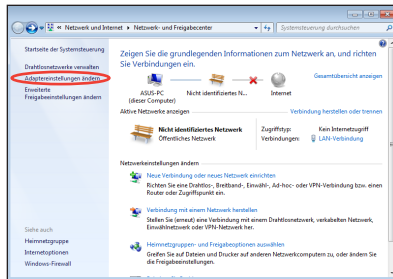 « Netzwerk und Internet ▸ Netzwerk- und Freigabecenter
Systemsteuerung durchsuchen
Startseite der Systemsteuerung
Drahtlosnetzwerke verwalten
Adaptereinstellungen ändern
Erweiterte
Freigabeeinstellungen ändern
Zeigen Sie die grundlegenden Informationen zum Netzwerk an, und richten
Sie Verbindungen ein.
Gesamtübersicht anzeigen
ASUS-PC
(dieser Computer)
Nicht identifiziertes N...
Internet
Aktive Netzwerke anzeigen
Verbindung herstellen oder trennen
Nicht identifiziertes Netzwerk
Öffentliches Netzwerk
Zugriffstyp: Kein Internetzugriff
Verbindungen: LAN-Verbindung
Netzwerkeinstellungen ändern
Neue Verbindung oder neues Netzwerk einrichten
Richten Sie eine Drahtlos-, Breitband-, Einwähl-, Ad-hoc- oder VPN-Verbindung bzw. einen
Router oder Zugriffspunkt ein.
Verbindung mit einem Netzwerk herstellen
Stellen Sie (erneut) eine Verbindung mit einem Drahtlosnetzwerk, verkabelten Netzwerk,
Einwählnetzwerk oder VPN-Netzwerk her.
Heimnetzgruppen- und Freigabeoptionen auswählen
Greifen Sie auf Dateien und Drucker auf anderen Netzwerkcomputern zu, oder ändern Sie
die Freigabeeinstellungen.
Siehe auch
Heimnetzgruppe
Internetoptionen
Windows-Firewall